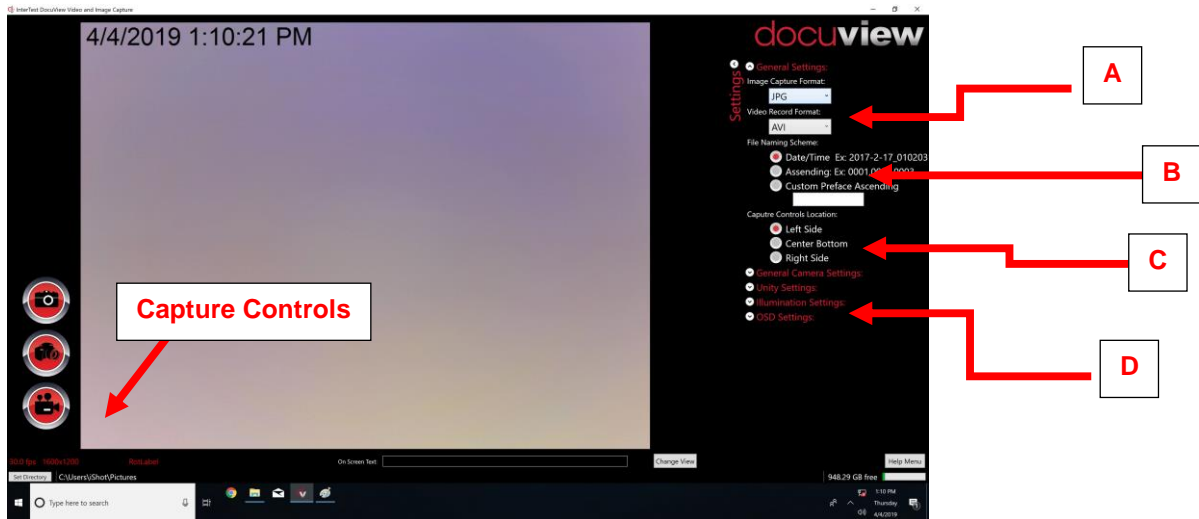 InterTest DocuView Video and Image Capture
4/4/2019 1:10:21 PM
docuview
Settings
General Settings:
Image Capture Format:
JPG
Video Record Format:
AVI
File Naming Scheme:
Date/Time Ex: 2017-2-17_010203
Assending: Ex: 0001,
Custom Preface Ascending
Caputre Controls Location:
Left Side
Center Bottom
Right Side
General Camera Settings:
Unity Settings:
Illumination Settings:
OSD Settings:
A
B
C
D
Capture Controls
30.0 fps 1600x1200
RotLabel
On Screen Text:
Change View
Help Menu
Set Directory
C:\Users\iShot\Pictures
948.29 GB free
Type here to search
1:10 PM
Thursday
4/4/2019